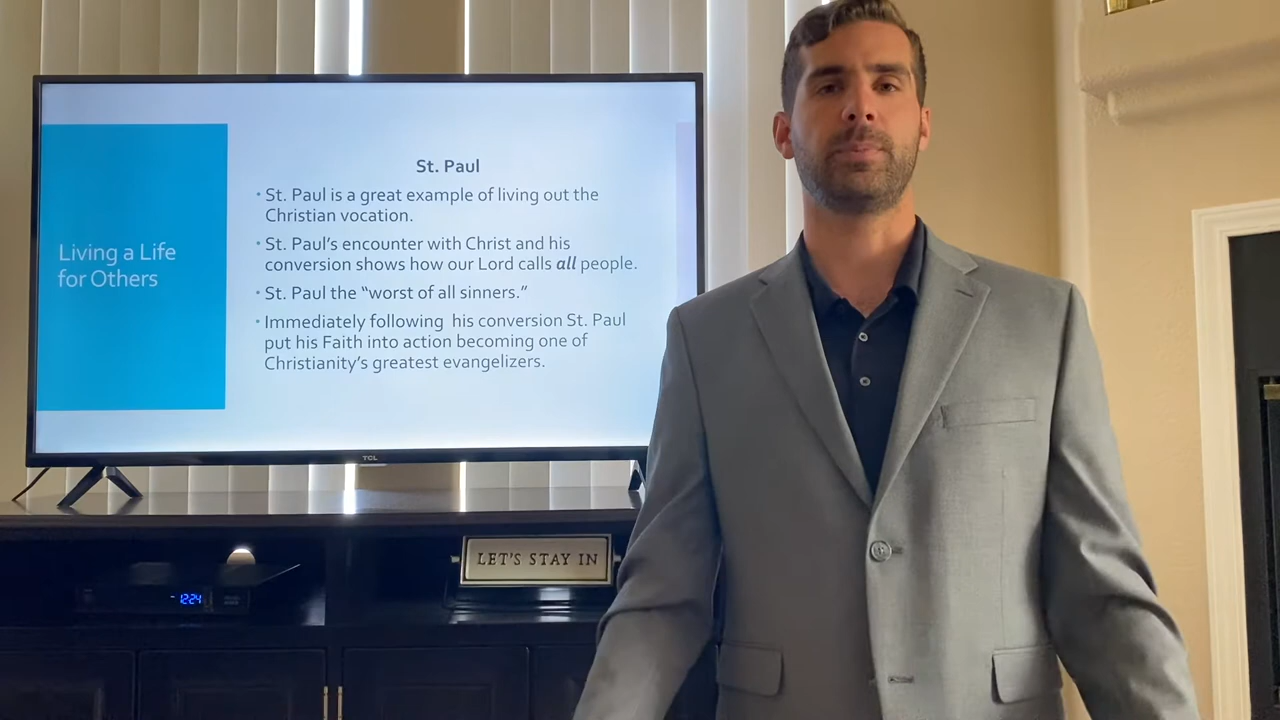 Living a Life
for Others
St. Paul
• St. Paul is a great example of living out the
Christian vocation.
• St. Paul's encounter with Christ and his
conversion shows how our Lord calls all people.
• St. Paul the “worst of all sinners.”
• Immediately following his conversion St. Paul
put his Faith into action becoming one of
Christianity's greatest evangelizers.
TCL
LET'S STAY IN
12:24